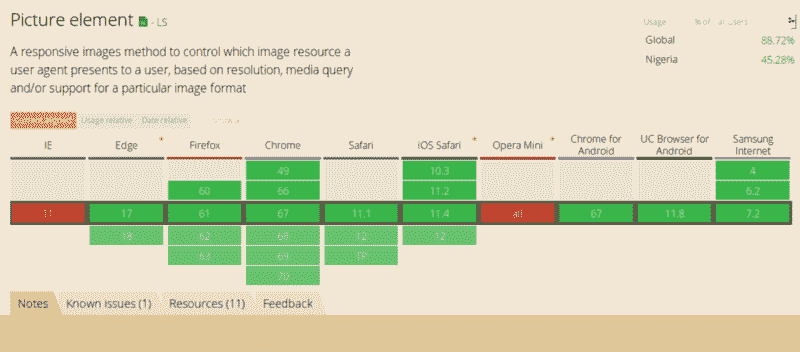 Picture element - LS
Usage % of all users
Global 88.72%
Nigeria 45.28%
A responsive images method to control which image resource a
user agent presents to a user, based on resolution, media query
and/or support for a particular image format
Usage relative Date relative
IE Edge * Firefox Chrome Safari iOS Safari * Opera Mini * Chrome for Android UC Browser for Android Samsung Internet
49 10.3 4
60 66 11.2 6.2
11 17 61 67 11.1 11.4 all 67 11.8 7.2
18 62 68 12 12
63 69
70
Notes Known issues (1) Resources (11) Feedback